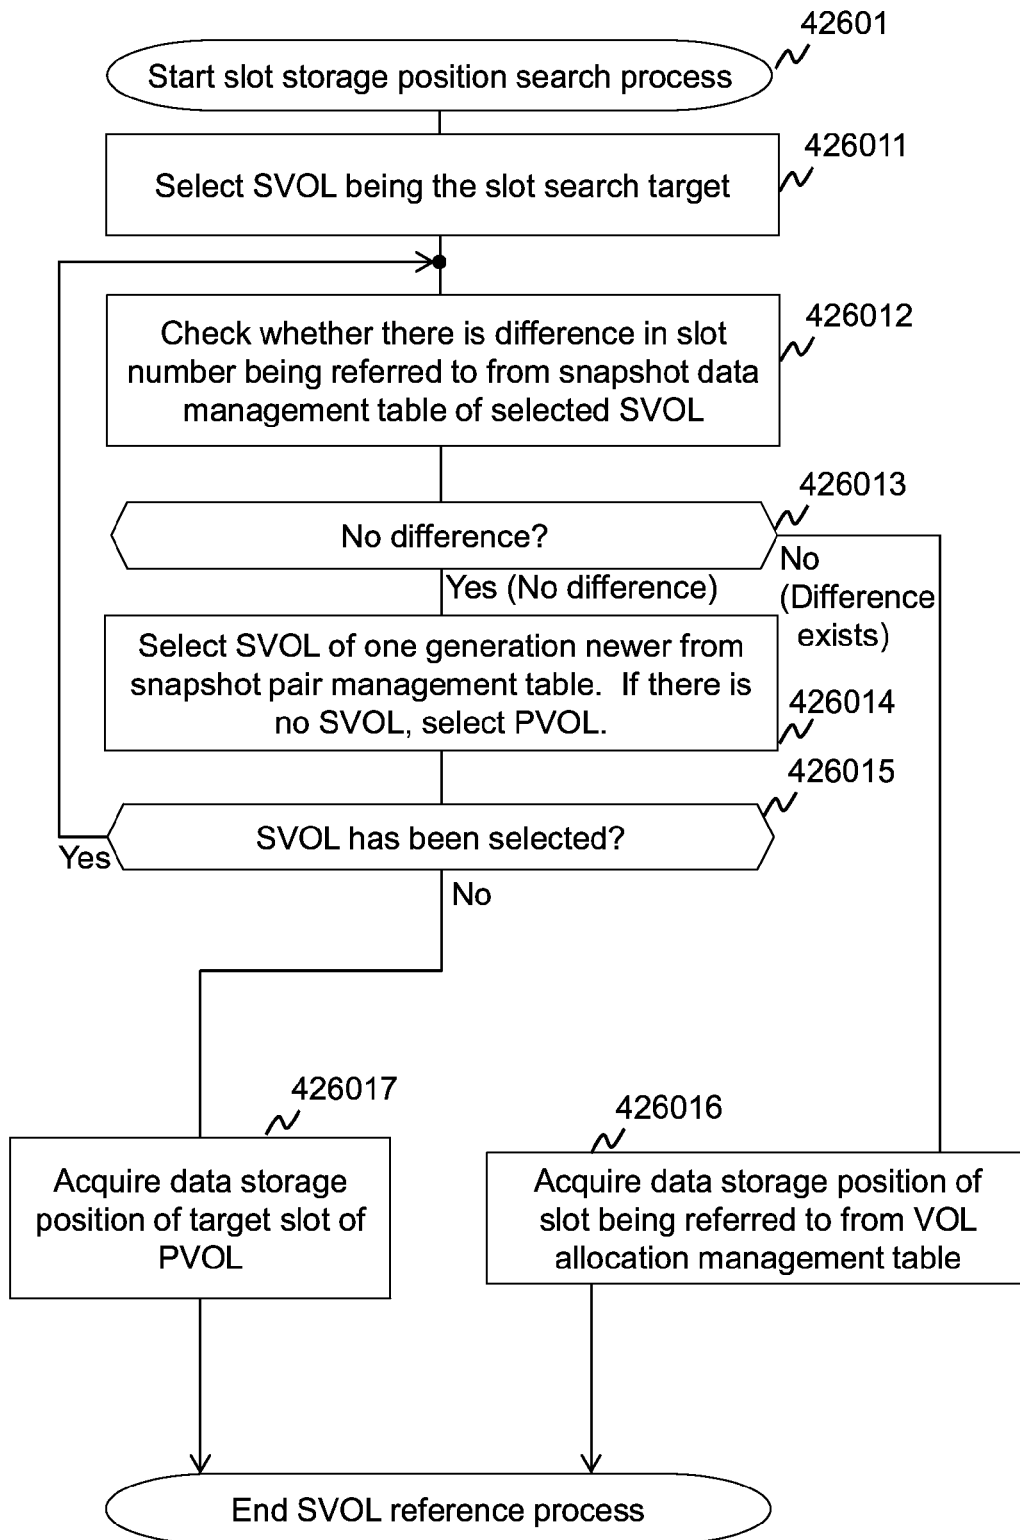 42601
Start slot storage position search process
426011
Select SVOL being the slot search target
426012
Check whether there is difference in slot
number being referred to from snapshot data
management table of selected SVOL
426013
No difference?
No
(Difference
exists)
Yes (No difference)
Select SVOL of one generation newer from
snapshot pair management table.  If there is
no SVOL, select PVOL.
426014
426015
SVOL has been selected?
Yes
No
426017
426016
Acquire data storage
position of target slot of
PVOL
Acquire data storage position of
slot being referred to from VOL
allocation management table
End SVOL reference process